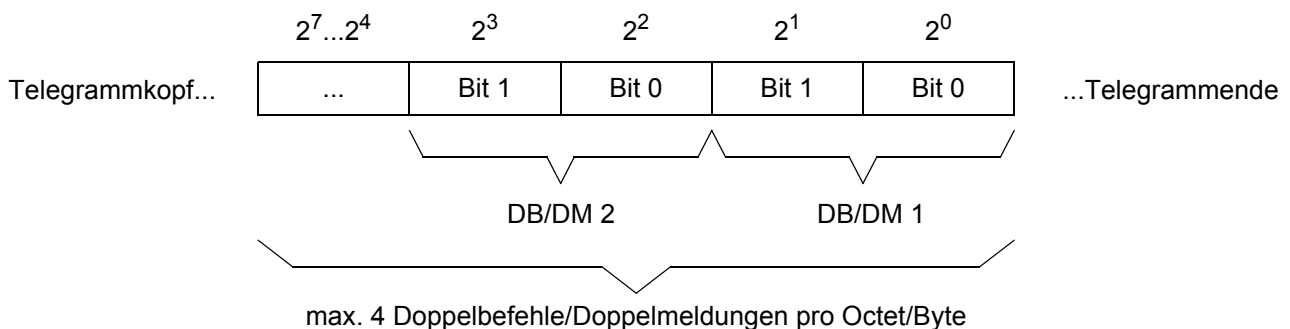 2⁷...2⁴ 2³ 2² 2¹ 2⁰
Telegrammkopf... ... Bit 1 Bit 0 Bit 1 Bit 0 ...Telegrammende
DB/DM 2 DB/DM 1
max. 4 Doppelbefehle/Doppelmeldungen pro Octet/Byte